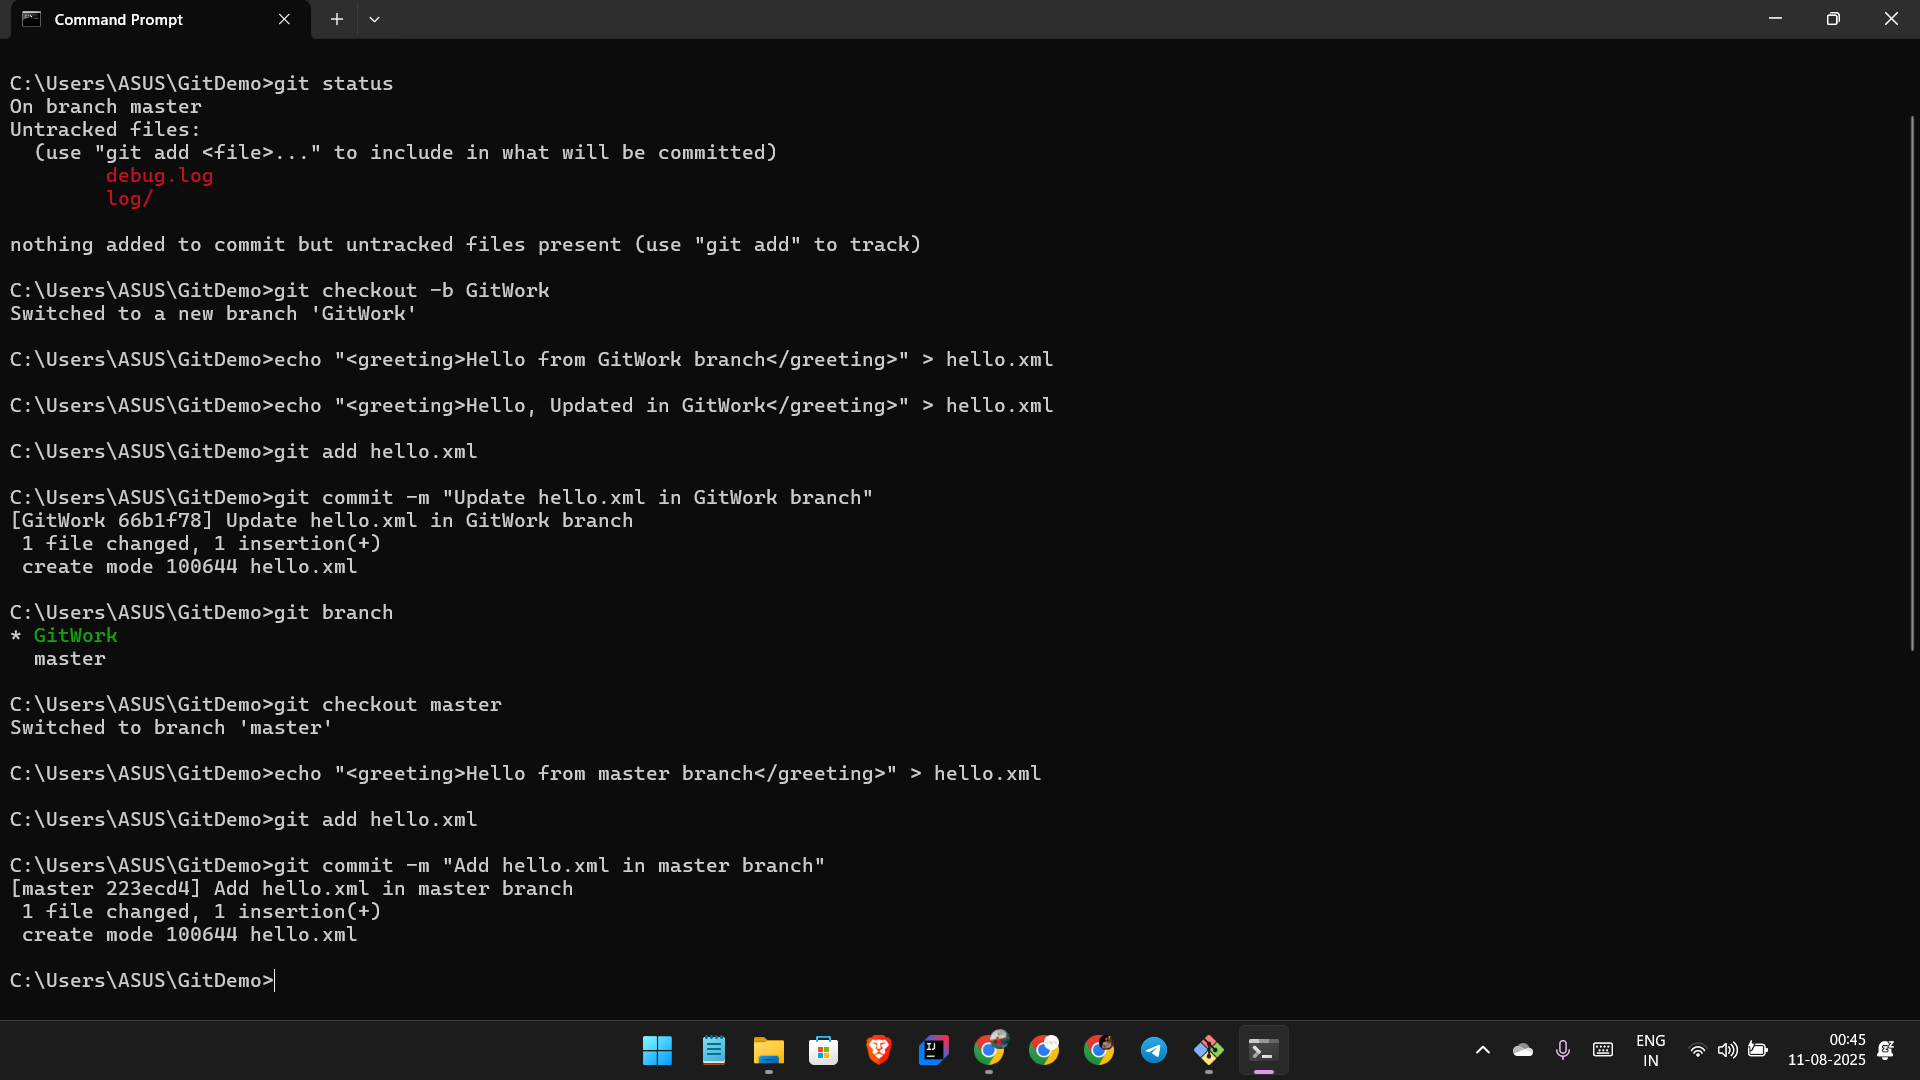 Command Prompt
C:\Users\ASUS\GitDemo>git status
On branch master
Untracked files:
  (use "git add <file>..." to include in what will be committed)
        debug.log
        log/
nothing added to commit but untracked files present (use "git add" to track)
C:\Users\ASUS\GitDemo>git checkout -b GitWork
Switched to a new branch 'GitWork'
C:\Users\ASUS\GitDemo>echo "<greeting>Hello from GitWork branch</greeting>" > hello.xml
C:\Users\ASUS\GitDemo>echo "<greeting>Hello, Updated in GitWork</greeting>" > hello.xml
C:\Users\ASUS\GitDemo>git add hello.xml
C:\Users\ASUS\GitDemo>git commit -m "Update hello.xml in GitWork branch"
[GitWork 66b1f78] Update hello.xml in GitWork branch
 1 file changed, 1 insertion(+)
 create mode 100644 hello.xml
C:\Users\ASUS\GitDemo>git branch
* GitWork
  master
C:\Users\ASUS\GitDemo>git checkout master
Switched to branch 'master'
C:\Users\ASUS\GitDemo>echo "<greeting>Hello from master branch</greeting>" > hello.xml
C:\Users\ASUS\GitDemo>git add hello.xml
C:\Users\ASUS\GitDemo>git commit -m "Add hello.xml in master branch"
[master 223ecd4] Add hello.xml in master branch
 1 file changed, 1 insertion(+)
 create mode 100644 hello.xml
C:\Users\ASUS\GitDemo>
IJ
ENG
IN
00:45
11-08-2025